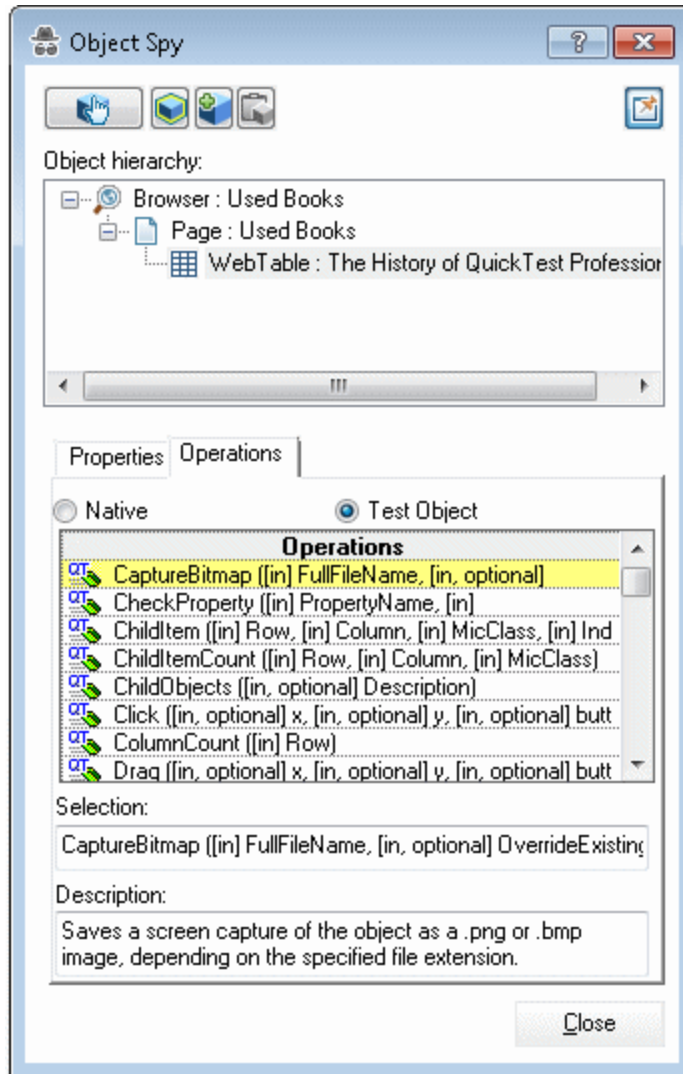 Object Spy
Object hierarchy:
Browser : Used Books
Page : Used Books
WebTable : The History of QuickTest Profession
Properties
Operations
Native
Test Object
Operations
CaptureBitmap ([in] FullFileName, [in, optional]
CheckProperty ([in] PropertyName, [in]
ChildItem ([in] Row, [in] Column, [in] MicClass, [in] Ind
ChildItemCount ([in] Row, [in] Column, [in] MicClass)
ChildObjects ([in, optional] Description)
Click ([in, optional] x, [in, optional] y, [in, optional] butt
ColumnCount ([in] Row)
Drag ([in, optional] x, [in, optional] y, [in, optional] butt
Selection:
CaptureBitmap ([in] FullFileName, [in, optional] OverrideExisting
Description:
Saves a screen capture of the object as a .png or .bmp
image, depending on the specified file extension.
Close